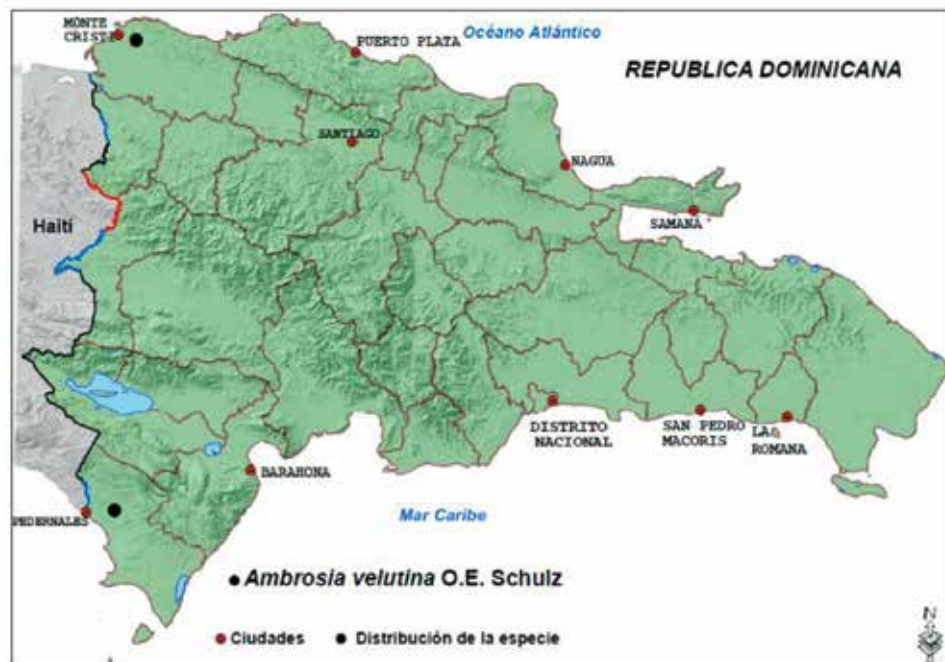 MONTE
CRISTI
PUERTO PLATA
Océano Atlántico
REPUBLICA DOMINICANA
SANTIAGO
NAGUA
SAMANA
Haití
DISTRITO
NACIONAL
SAN PEDRO
MACORIS
LA
ROMANA
BARAHONA
PEDERNALES
Mar Caribe
Ambrosia velutina O.E. Schulz
Ciudades
Distribución de la especie
N